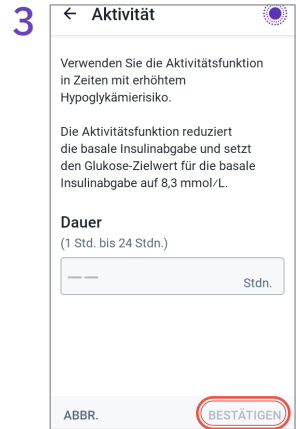 3
← Aktivität
Verwenden Sie die Aktivitätsfunktion
in Zeiten mit erhöhtem
Hypoglykämierisiko.
Die Aktivitätsfunktion reduziert
die basale Insulinabgabe und setzt
den Glukose-Zielwert für die basale
Insulinabgabe auf 8,3 mmol/L.
Dauer
(1 Std. bis 24 Stdn.)
–– Stdn.
ABBR. BESTÄTIGEN